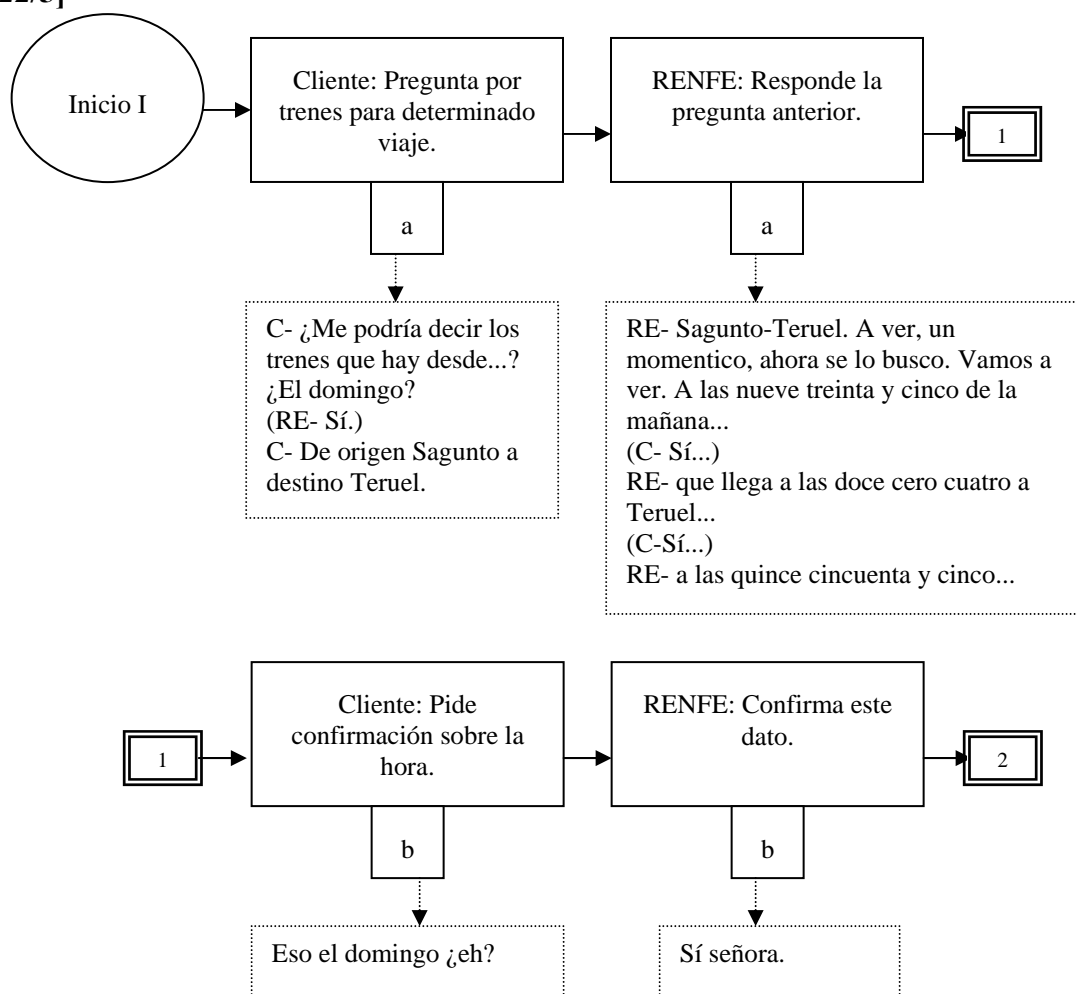 Inicio I
Cliente: Pregunta por
trenes para determinado
viaje.
RENFE: Responde la
pregunta anterior.
1
a
a
C- ¿Me podría decir los
trenes que hay desde...?
¿El domingo?
(RE- Sí.)
C- De origen Sagunto a
destino Teruel.
RE- Sagunto-Teruel. A ver, un
momentico, ahora se lo busco. Vamos a
ver. A las nueve treinta y cinco de la
mañana...
(C- Sí...)
RE- que llega a las doce cero cuatro a
Teruel...
(C-Sí...)
RE- a las quince cincuenta y cinco...
1
Cliente: Pide
confirmación sobre la
hora.
RENFE: Confirma este
dato.
2
b
b
Eso el domingo ¿eh?
Sí señora.